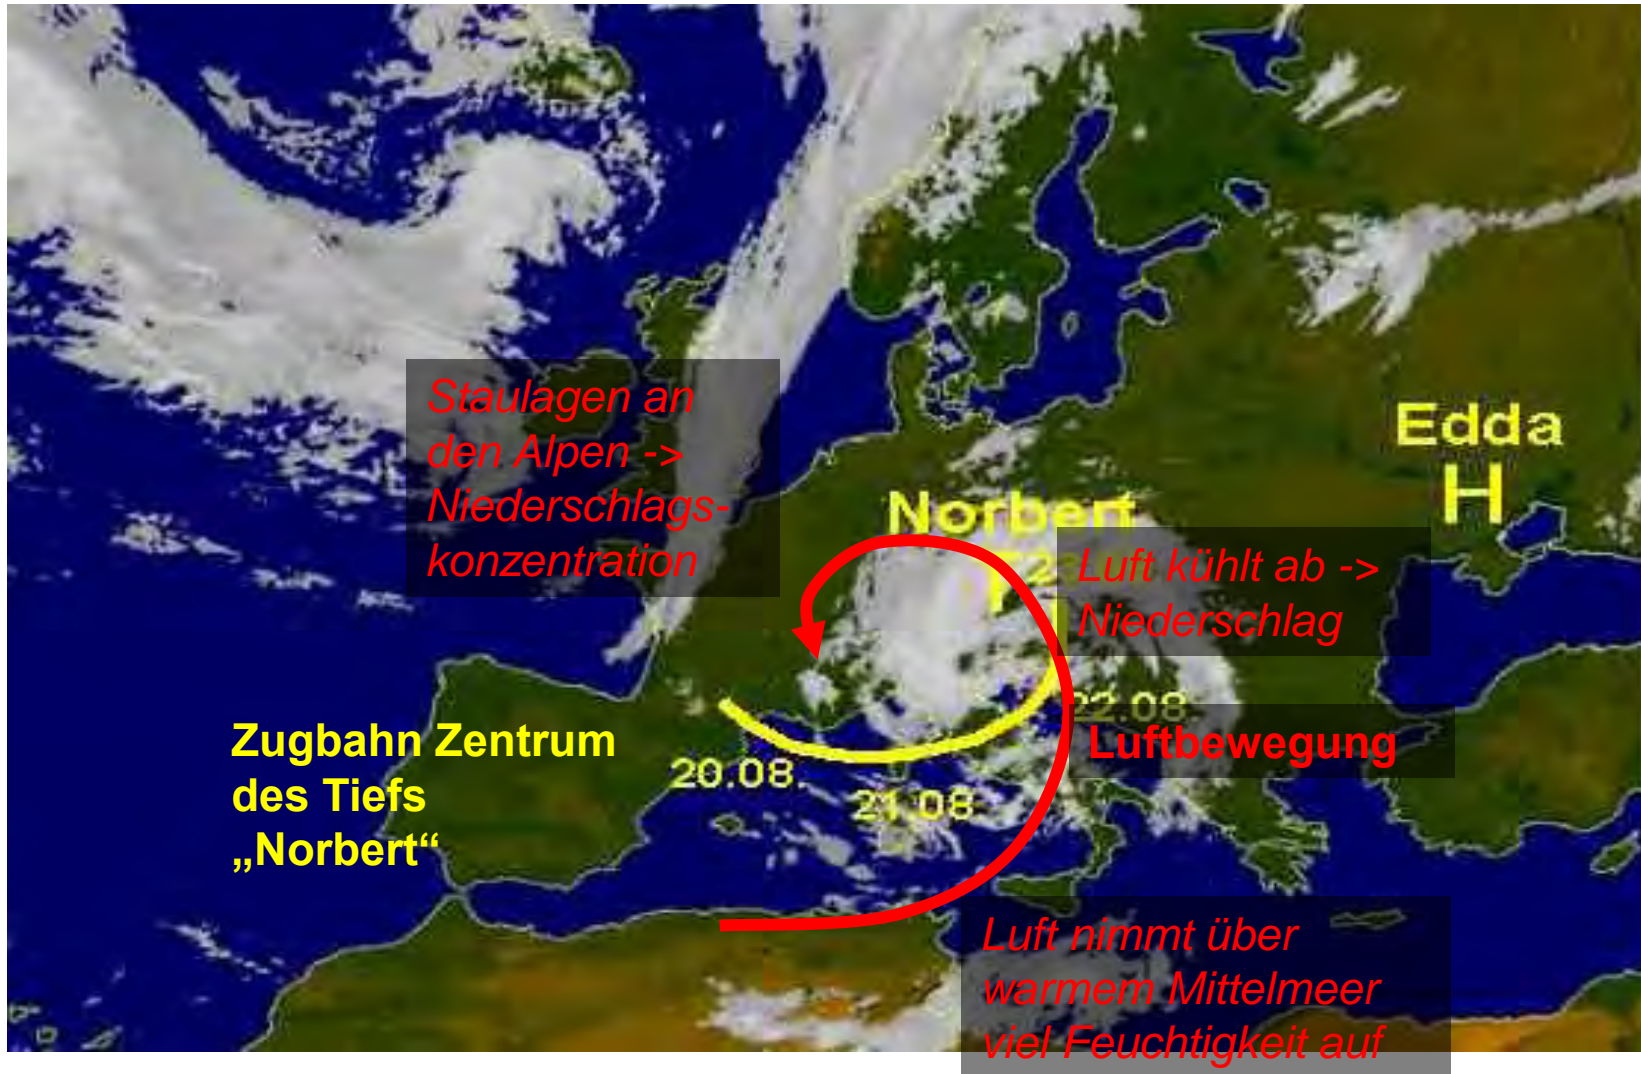 Staulagen an
den Alpen ->
Niederschlags-
konzentration
Edda
H
Norbert
T
Luft kühlt ab ->
Niederschlag
22.08.
Luftbewegung
Zugbahn Zentrum
des Tiefs
„Norbert“
20.08.
21.08.
Luft nimmt über
warmem Mittelmeer
viel Feuchtigkeit auf